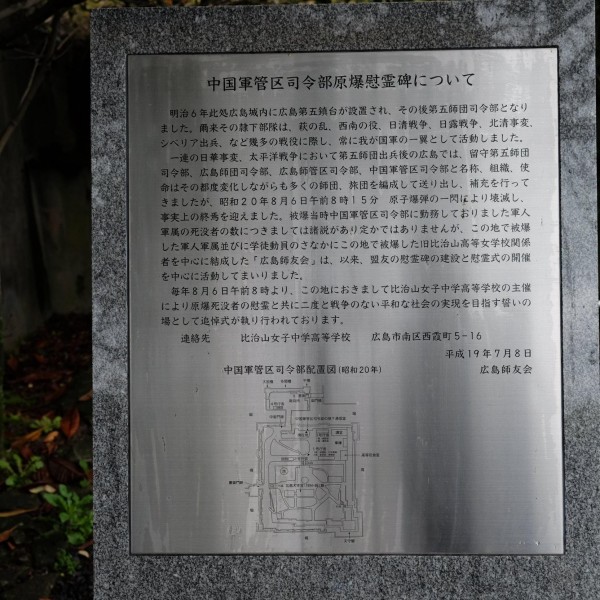 中国軍管区司令部原爆慰霊碑について
明治6年此処広島城内に広島第五鎮台が設置され、その後第五師団司令部となり
ました。爾来その隷下部隊は、萩の乱、西南の役、日清戦争、日露戦争、北清事変、
シベリア出兵、など幾多の戦役に際し、常に我が国軍の一翼として活動しました。
一連の日華事変、太平洋戦争において第五師団出兵後の広島では、留守第五師団
司令部、広島師団司令部、広島師管区司令部、中国軍管区司令部と名称、組織、使
命はその都度変化しながらも多くの師団、旅団を編成して送り出し、補充を行って
きましたが、昭和20年8月6日午前8時15分 原子爆弾の一閃により壊滅し、
事実上の終焉を迎えました。被爆当時中国軍管区司令部に勤務しておりました軍人
軍属の死没者の数につきましては諸説があり定かではありませんが、この地で被爆
した軍人軍属並びに学徒動員のさなかにこの地で被爆した旧比治山高等女学校関係
者を中心に結成した「広島師友会」は、以来、盟友の慰霊碑の建設と慰霊式の開催
を中心に活動してまいりました。
毎年8月6日午前8時より、この地におきまして比治山女子中学高等学校の主催
により原爆死没者の慰霊と共に二度と戦争のない平和な社会の実現を目指す誓いの
場として追悼式が執り行われております。
連絡先 比治山女子中学高等学校 広島市南区西霞町5-16
平成19年7月8日
中国軍管区司令部配置図(昭和20年) 広島師友会